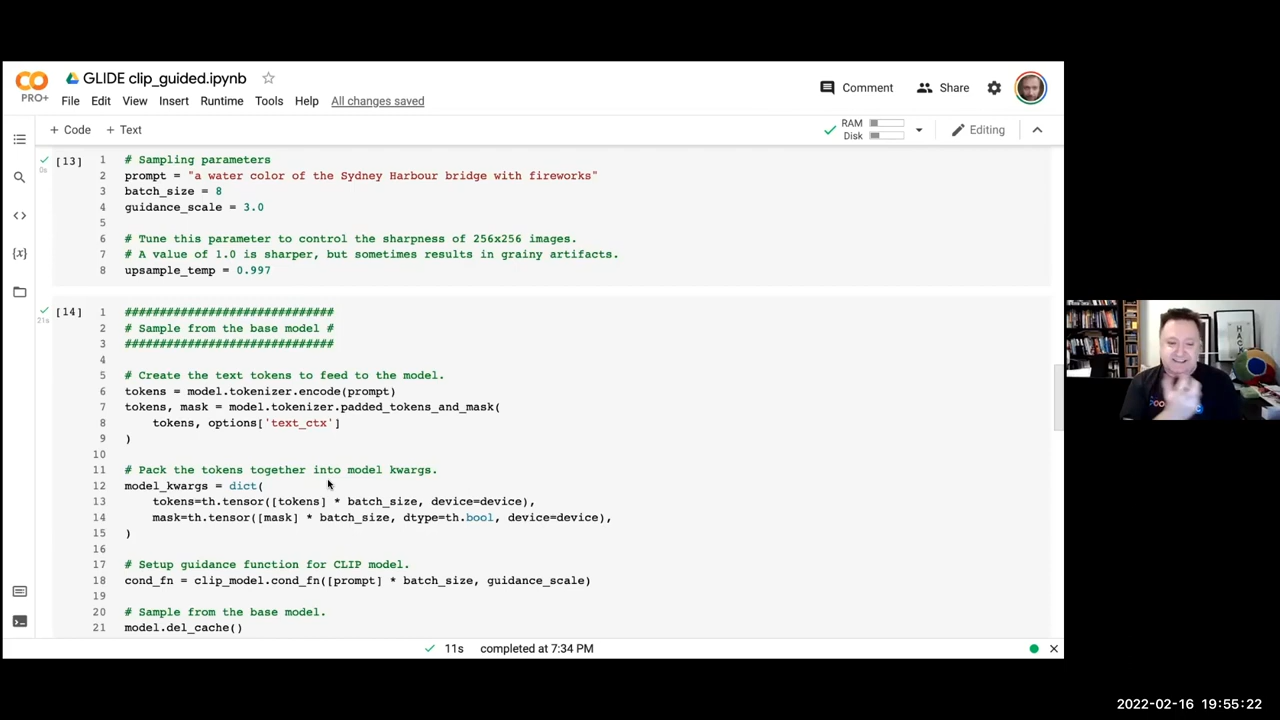 GLIDE clip_guided.ipynb
PRO+
File Edit View Insert Runtime Tools Help All changes saved
Comment Share
+ Code + Text
RAM
Disk
Editing
[13]
0s
1 # Sampling parameters
2 prompt = "a water color of the Sydney Harbour bridge with fireworks"
3 batch_size = 8
4 guidance_scale = 3.0
5
6 # Tune this parameter to control the sharpness of 256x256 images.
7 # A value of 1.0 is sharper, but sometimes results in grainy artifacts.
8 upsample_temp = 0.997
[14]
21s
1 ##############################
2 # Sample from the base model #
3 ##############################
4
5 # Create the text tokens to feed to the model.
6 tokens = model.tokenizer.encode(prompt)
7 tokens, mask = model.tokenizer.padded_tokens_and_mask(
8 tokens, options['text_ctx']
9 )
10
11 # Pack the tokens together into model kwargs.
12 model_kwargs = dict(
13 tokens=th.tensor([tokens] * batch_size, device=device),
14 mask=th.tensor([mask] * batch_size, dtype=th.bool, device=device),
15 )
16
17 # Setup guidance function for CLIP model.
18 cond_fn = clip_model.cond_fn([prompt] * batch_size, guidance_scale)
19
20 # Sample from the base model.
21 model.del_cache()
11s completed at 7:34 PM
2022-02-16 19:55:22